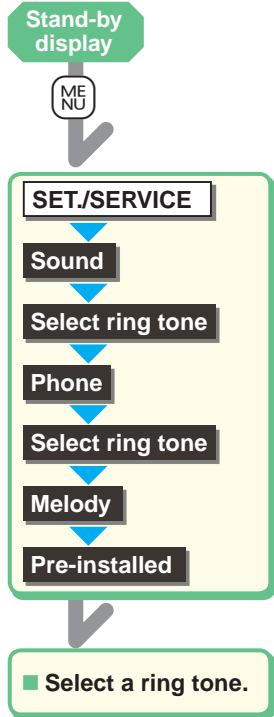 Stand-by
display
ME
NU
SET./SERVICE
Sound
Select ring tone
Phone
Select ring tone
Melody
Pre-installed
Select a ring tone.